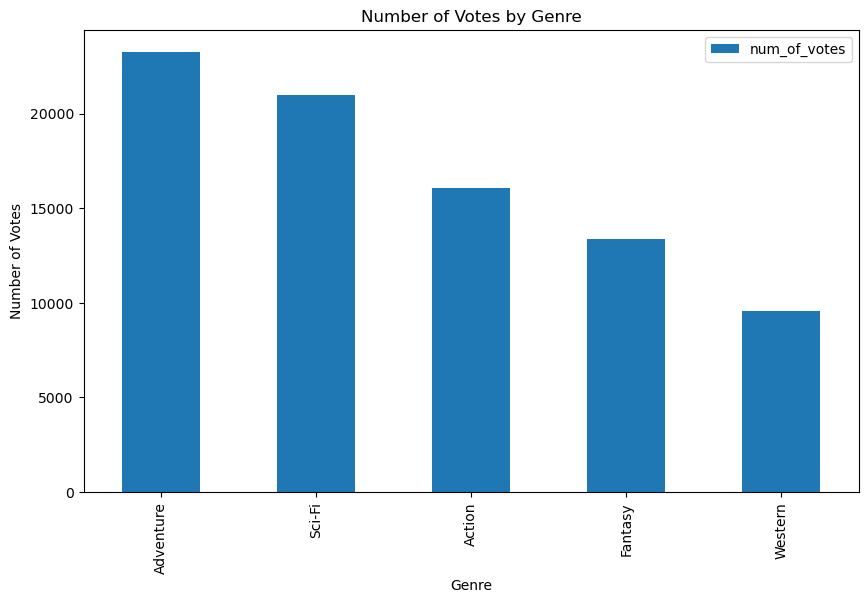 Number of Votes by Genre
num_of_votes
Number of Votes
20000
15000
10000
5000
0
Adventure
Sci-Fi
Action
Fantasy
Western
Genre